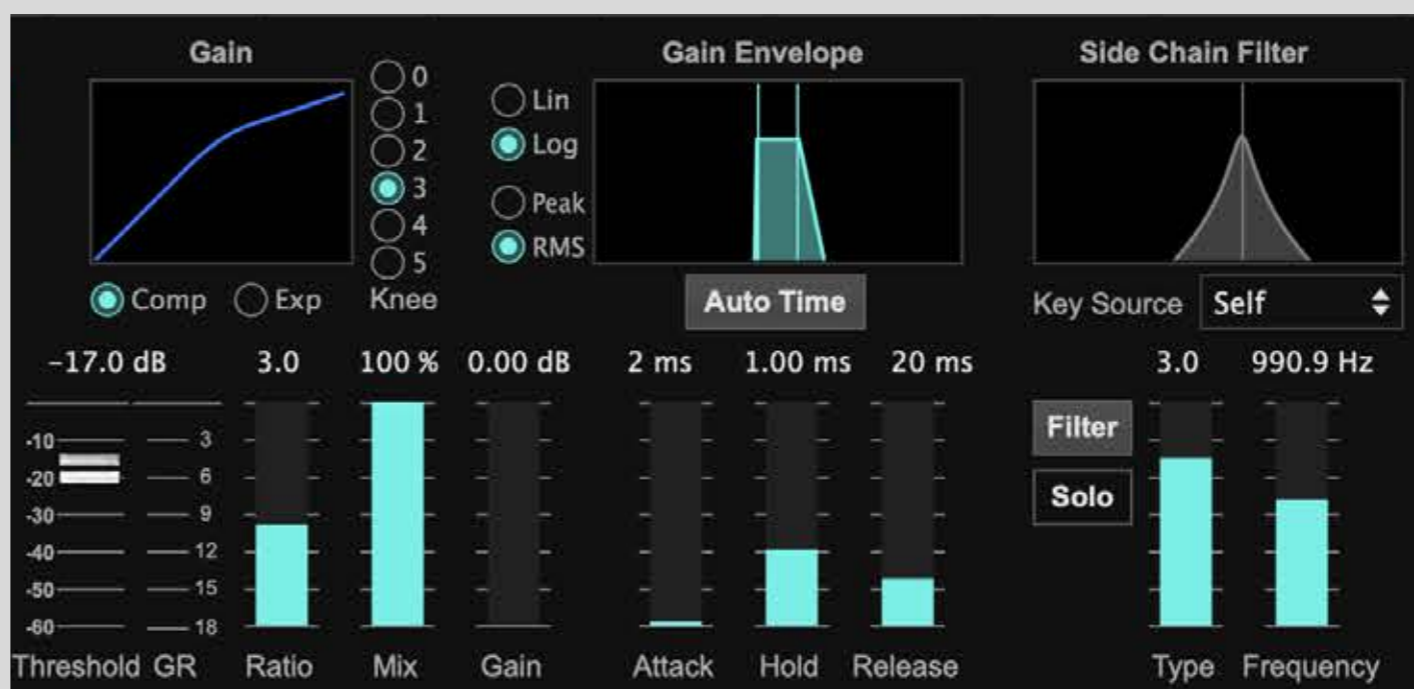 Gain
Gain Envelope
Side Chain Filter
0
1
2
3
4
5
Knee
Lin
Log
Peak
RMS
Comp
Exp
Auto Time
Key Source
Self
-17.0 dB
3.0
100 %
0.00 dB
2 ms
1.00 ms
20 ms
3.0
990.9 Hz
-10
-20
-30
-40
-50
-60
3
6
9
12
15
18
Filter
Solo
Threshold
GR
Ratio
Mix
Gain
Attack
Hold
Release
Type
Frequency